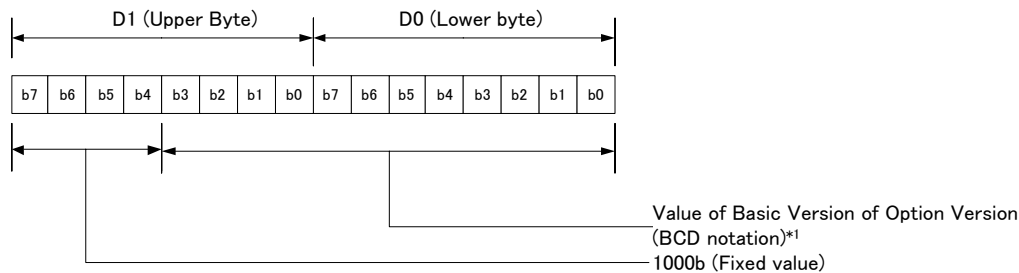 D1 (Upper Byte) D0 (Lower byte)
b7 b6 b5 b4 b3 b2 b1 b0 b7 b6 b5 b4 b3 b2 b1 b0
Value of Basic Version of Option Version
(BCD notation)*1
1000b (Fixed value)